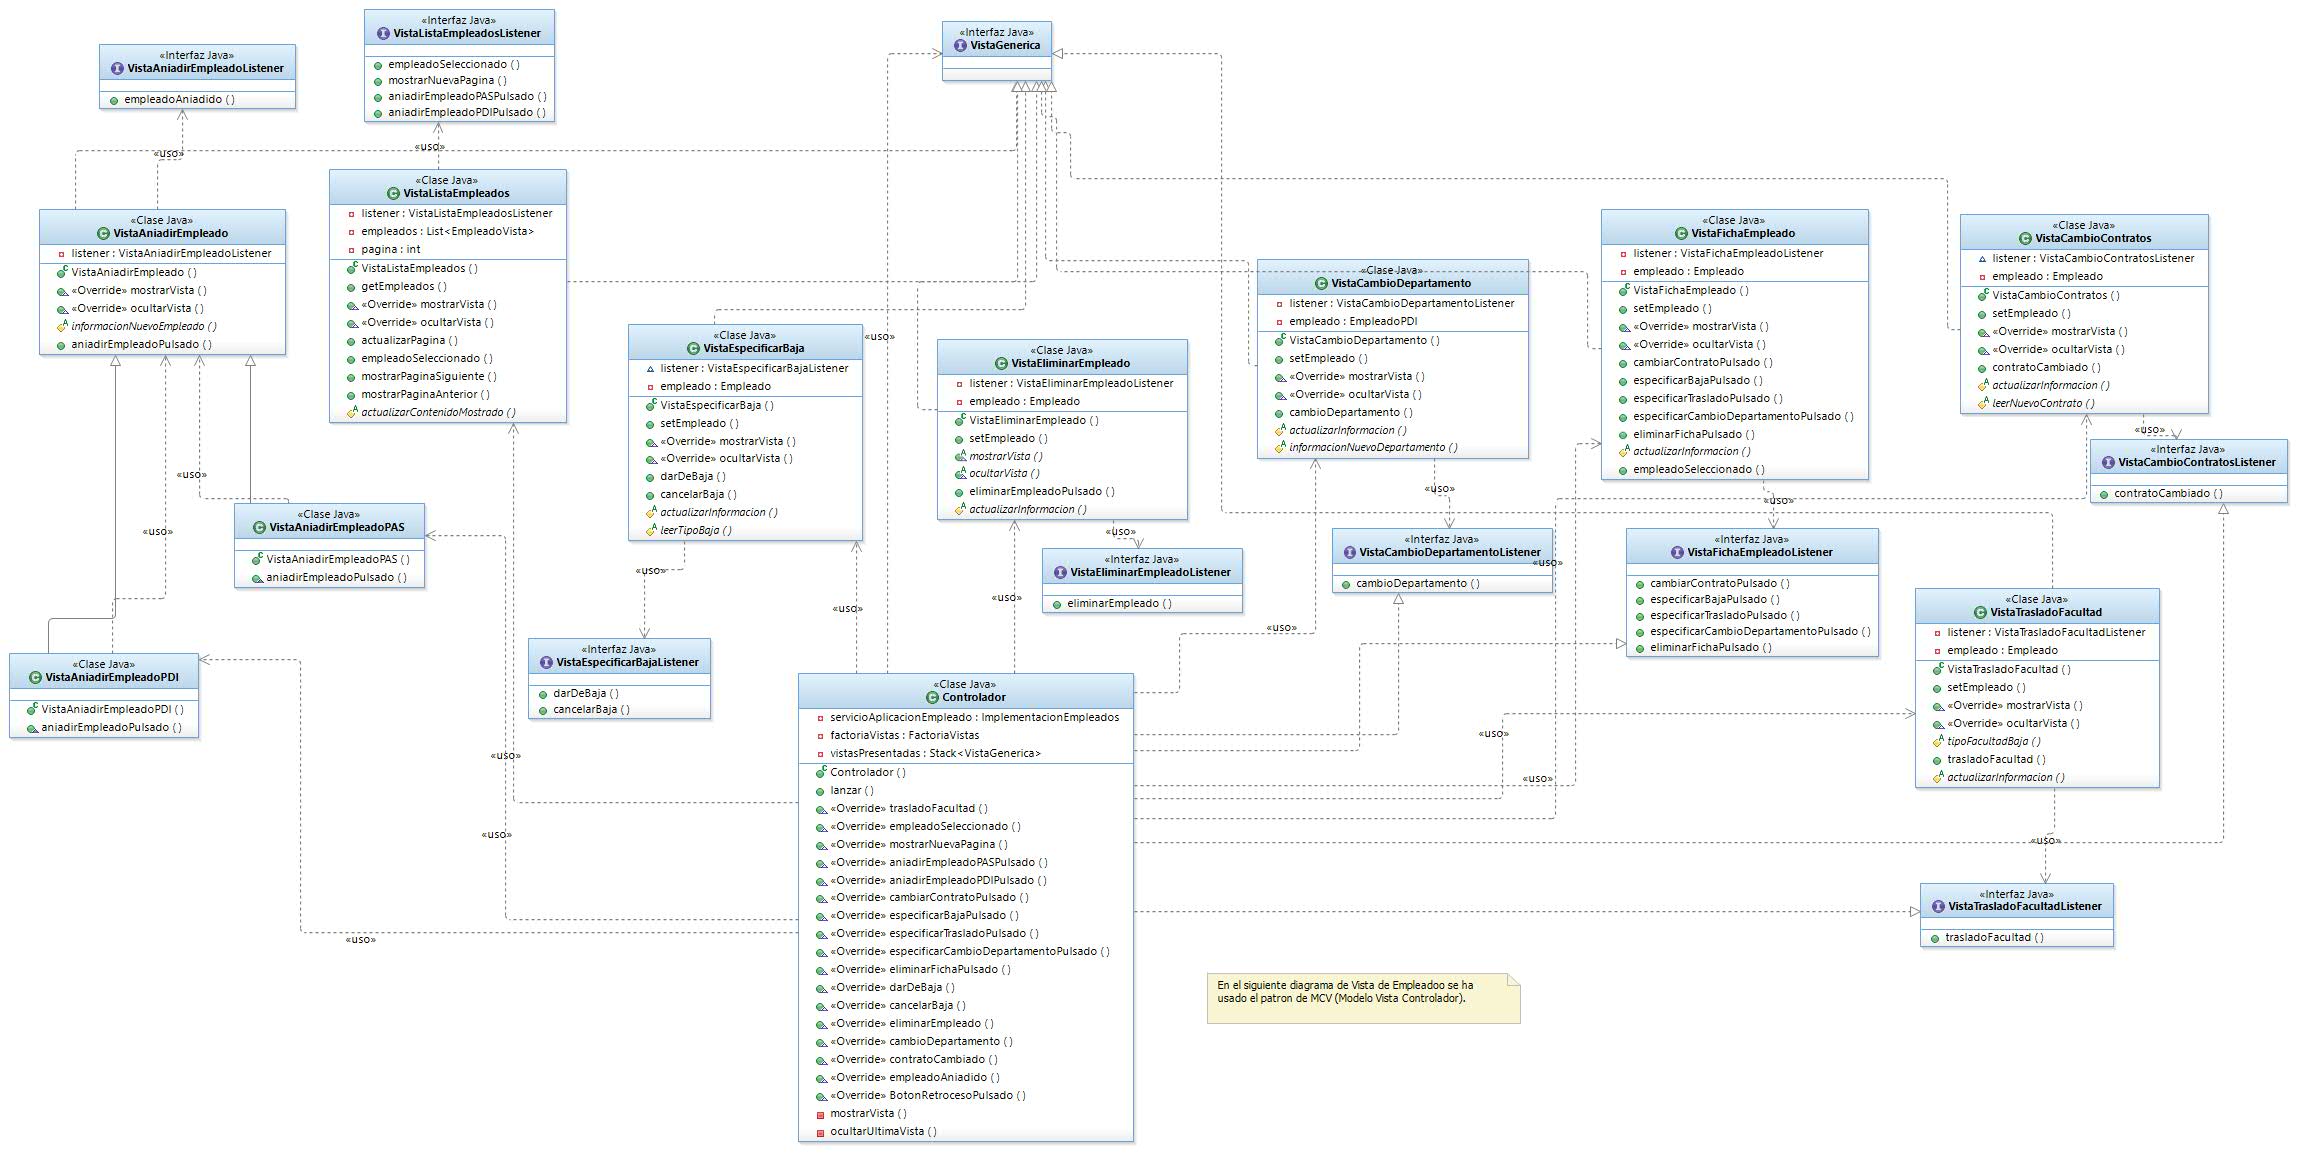 «Interfaz Java»
VistaAniadirEmpleadoListener
empleadoAniadido ( )
«Interfaz Java»
VistaListaEmpleadosListener
empleadoSeleccionado ( )
mostrarNuevaPagina ( )
aniadirEmpleadoPASPulsado ( )
aniadirEmpleadoPDIPulsado ( )
«Interfaz Java»
VistaGenerica
«uso»
«uso»
«Clase Java»
VistaAniadirEmpleado
listener : VistaAniadirEmpleadoListener
VistaAniadirEmpleado ( )
«Override» mostrarVista ( )
«Override» ocultarVista ( )
informacionNuevoEmpleado ( )
aniadirEmpleadoPulsado ( )
«Clase Java»
VistaListaEmpleados
listener : VistaListaEmpleadosListener
empleados : List<EmpleadoVista>
pagina : int
VistaListaEmpleados ( )
getEmpleados ( )
«Override» mostrarVista ( )
«Override» ocultarVista ( )
actualizarPagina ( )
empleadoSeleccionado ( )
mostrarPaginaSiguiente ( )
mostrarPaginaAnterior ( )
actualizarContenidoMostrado ( )
«Clase Java»
VistaEspecificarBaja
listener : VistaEspecificarBajaListener
empleado : Empleado
VistaEspecificarBaja ( )
setEmpleado ( )
«Override» mostrarVista ( )
«Override» ocultarVista ( )
darDeBaja ( )
cancelarBaja ( )
actualizarInformacion ( )
leerTipoBaja ( )
«uso»
«Clase Java»
VistaEliminarEmpleado
listener : VistaEliminarEmpleadoListener
empleado : Empleado
VistaEliminarEmpleado ( )
setEmpleado ( )
mostrarVista ( )
ocultarVista ( )
eliminarEmpleadoPulsado ( )
actualizarInformacion ( )
«Clase Java»
VistaCambioDepartamento
listener : VistaCambioDepartamentoListener
empleado : EmpleadoPDI
VistaCambioDepartamento ( )
setEmpleado ( )
«Override» mostrarVista ( )
«Override» ocultarVista ( )
cambioDepartamento ( )
actualizarInformacion ( )
informacionNuevoDepartamento ( )
«Clase Java»
VistaFichaEmpleado
listener : VistaFichaEmpleadoListener
empleado : Empleado
VistaFichaEmpleado ( )
setEmpleado ( )
«Override» mostrarVista ( )
«Override» ocultarVista ( )
cambiarContratoPulsado ( )
especificarBajaPulsado ( )
especificarTrasladoPulsado ( )
especificarCambioDepartamentoPulsado ( )
eliminarFichaPulsado ( )
actualizarInformacion ( )
empleadoSeleccionado ( )
«Clase Java»
VistaCambioContratos
listener : VistaCambioContratosListener
empleado : Empleado
VistaCambioContratos ( )
setEmpleado ( )
«Override» mostrarVista ( )
«Override» ocultarVista ( )
contratoCambiado ( )
actualizarInformacion ( )
leerNuevoContrato ( )
«uso»
«Interfaz Java»
VistaCambioContratosListener
contratoCambiado ( )
«uso»
«uso»
«uso»
«uso»
«uso»
«Clase Java»
VistaAniadirEmpleadoPAS
VistaAniadirEmpleadoPAS ( )
aniadirEmpleadoPulsado ( )
«uso»
«Interfaz Java»
VistaEliminarEmpleadoListener
eliminarEmpleado ( )
«Interfaz Java»
VistaCambioDepartamentoListener
cambioDepartamento ( )
«uso»
«Interfaz Java»
VistaFichaEmpleadoListener
cambiarContratoPulsado ( )
especificarBajaPulsado ( )
especificarTrasladoPulsado ( )
especificarCambioDepartamentoPulsado ( )
eliminarFichaPulsado ( )
«Clase Java»
VistaTrasladoFacultad
listener : VistaTrasladoFacultadListener
empleado : Empleado
VistaTrasladoFacultad ( )
setEmpleado ( )
«Override» mostrarVista ( )
«Override» ocultarVista ( )
tipoFacultadBaja ( )
trasladoFacultad ( )
actualizarInformacion ( )
«uso»
«uso»
«uso»
«Clase Java»
VistaAniadirEmpleadoPDI
VistaAniadirEmpleadoPDI ( )
aniadirEmpleadoPulsado ( )
«Interfaz Java»
VistaEspecificarBajaListener
darDeBaja ( )
cancelarBaja ( )
«uso»
«uso»
«uso»
«uso»
«uso»
«uso»
«Clase Java»
Controlador
servicioAplicacionEmpleado : ImplementacionEmpleados
factoriaVistas : FactoriaVistas
vistasPresentadas : Stack<VistaGenerica>
Controlador ( )
lanzar ( )
«Override» trasladoFacultad ( )
«Override» empleadoSeleccionado ( )
«Override» mostrarNuevaPagina ( )
«Override» aniadirEmpleadoPASPulsado ( )
«Override» aniadirEmpleadoPDIPulsado ( )
«Override» cambiarContratoPulsado ( )
«Override» especificarBajaPulsado ( )
«Override» especificarTrasladoPulsado ( )
«Override» especificarCambioDepartamentoPulsado ( )
«Override» eliminarFichaPulsado ( )
«Override» darDeBaja ( )
«Override» cancelarBaja ( )
«Override» eliminarEmpleado ( )
«Override» cambioDepartamento ( )
«Override» contratoCambiado ( )
«Override» empleadoAniadido ( )
«Override» BotonRetrocesoPulsado ( )
mostrarVista ( )
ocultarUltimaVista ( )
«uso»
«Interfaz Java»
VistaTrasladoFacultadListener
trasladoFacultad ( )
En el siguiente diagrama de Vista de Empleadoo se ha
usado el patron de MCV (Modelo Vista Controlador).